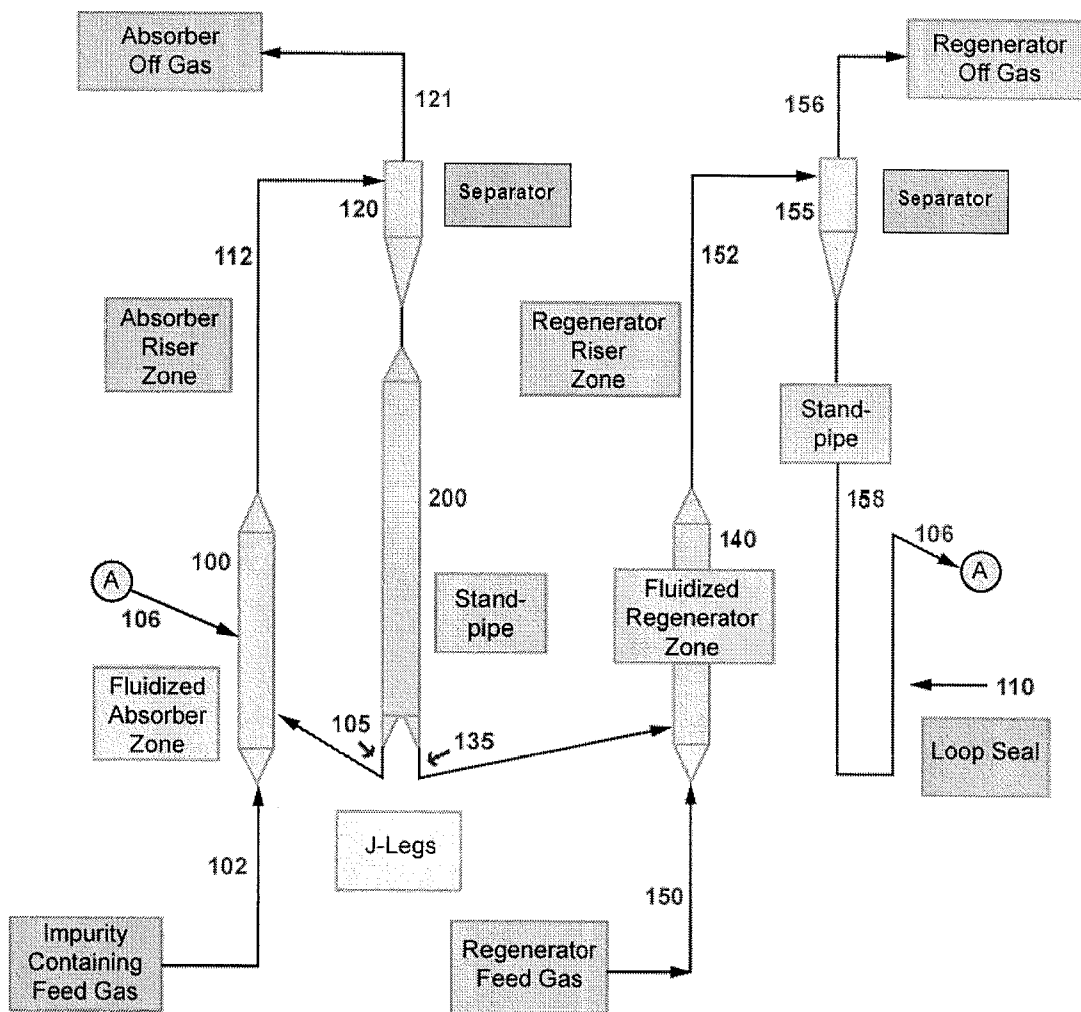 Absorber
Off Gas
Regenerator
Off Gas
121
156
Separator
Separator
120
155
112
152
Absorber
Riser
Zone
Regenerator
Riser
Zone
Stand-
pipe
200
158
100
140
106
A
106
A
Stand-
pipe
Fluidized
Regenerator
Zone
Fluidized
Absorber
Zone
110
105
135
Loop Seal
J-Legs
102
150
Impurity
Containing
Feed Gas
Regenerator
Feed Gas